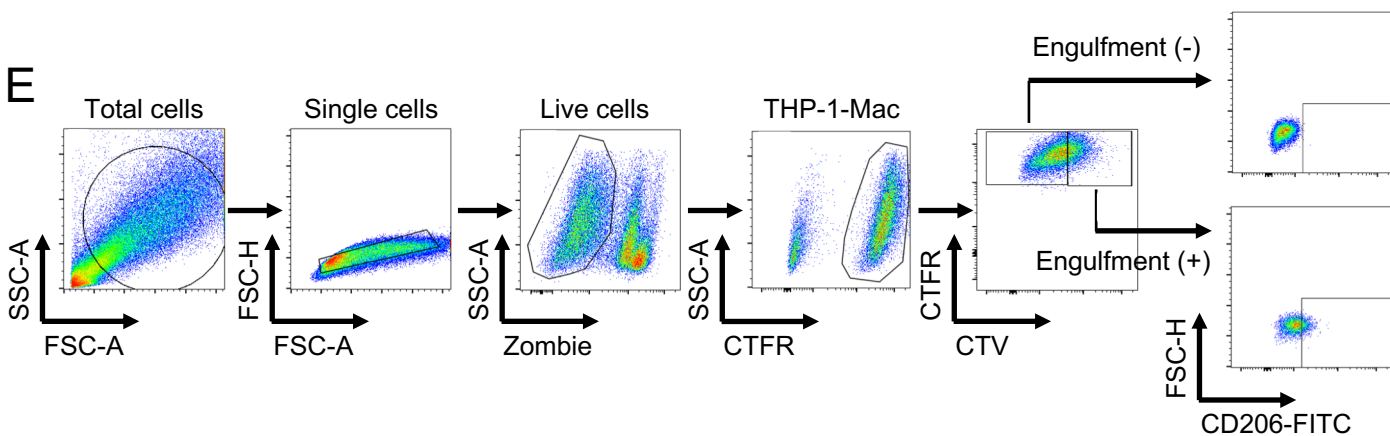 E
Total cells
Single cells
Live cells
THP-1-Mac
Engulfment (-)
Engulfment (+)
SSC-A
FSC-A
FSC-H
FSC-A
SSC-A
Zombie
SSC-A
CTFR
CTFR
CTV
FSC-H
CD206-FITC